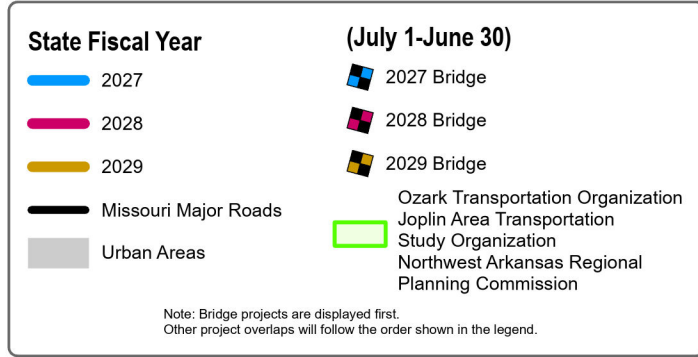 State Fiscal Year
(July 1-June 30)
2027
2028
2029
Missouri Major Roads
Urban Areas
2027 Bridge
2028 Bridge
2029 Bridge
Ozark Transportation Organization
Joplin Area Transportation
Study Organization
Northwest Arkansas Regional
Planning Commission
Note: Bridge projects are displayed first.
Other project overlaps will follow the order shown in the legend.